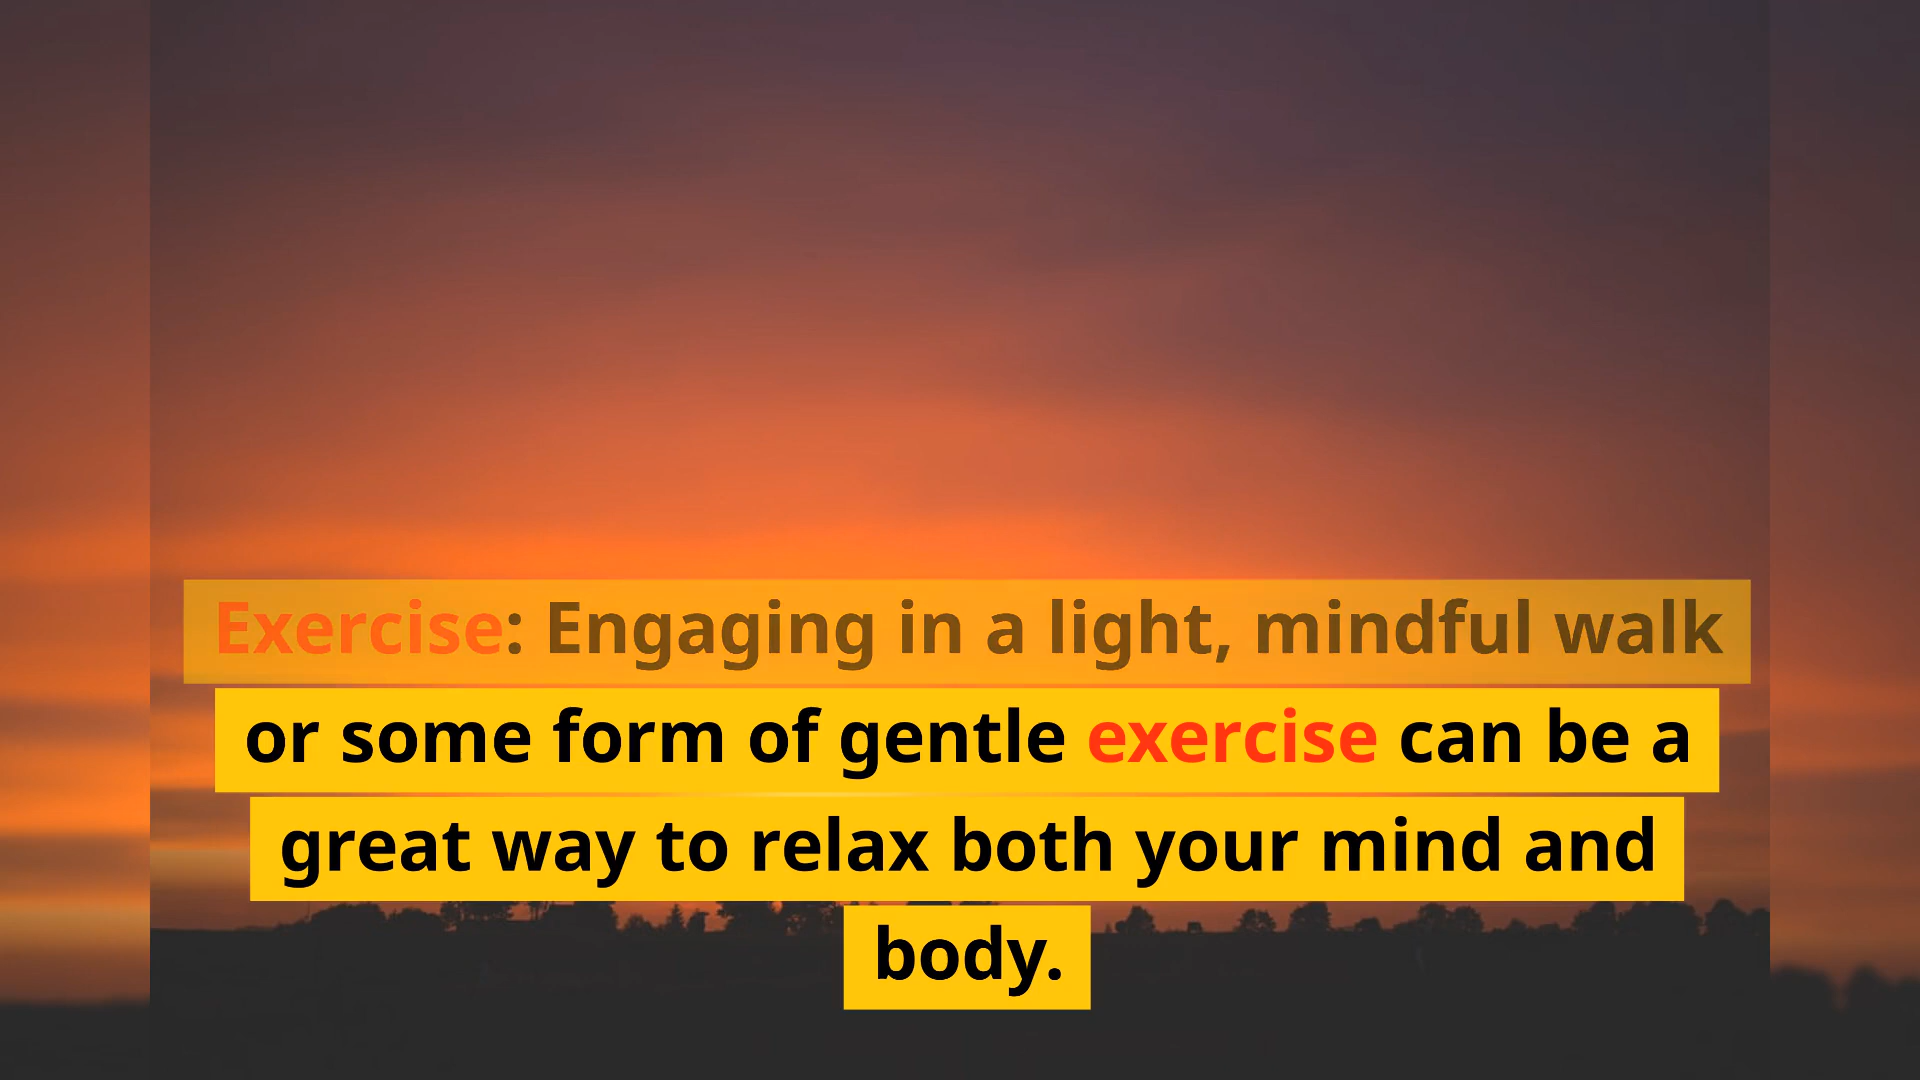 Exercise: Engaging in a light, mindful walk
or some form of gentle exercise can be a
great way to relax both your mind and
body.